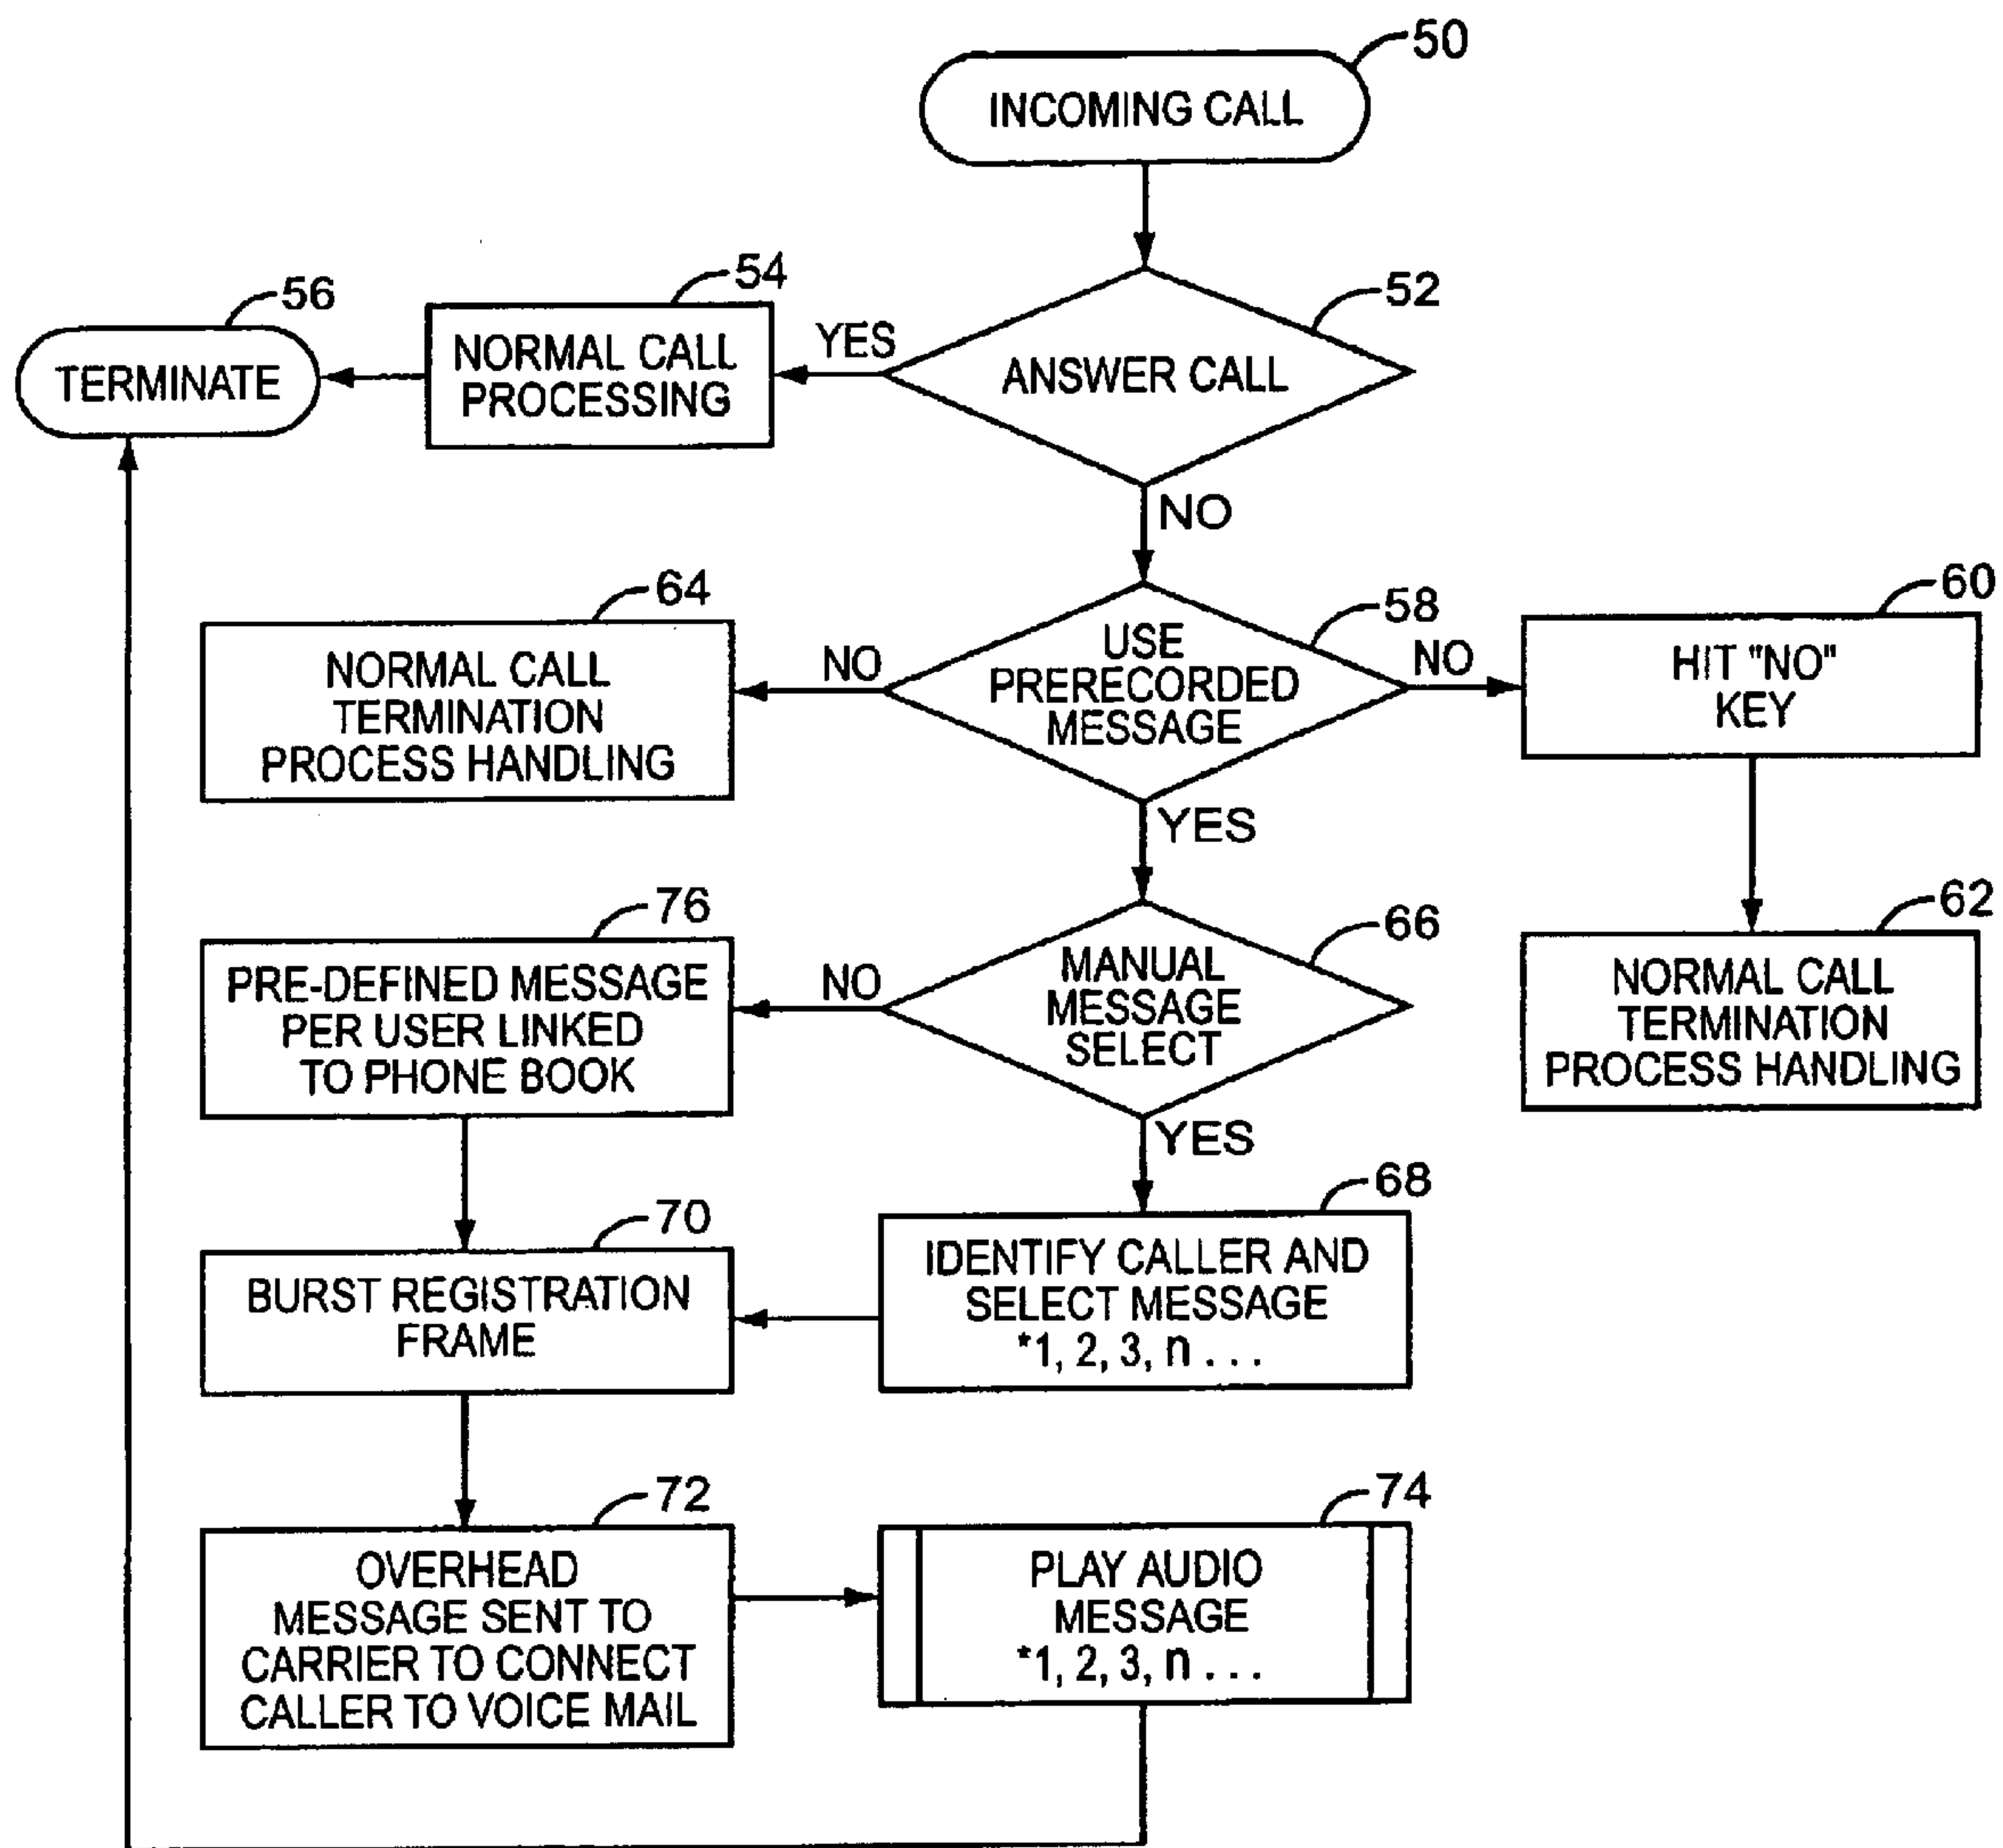 50
INCOMING CALL
52
ANSWER CALL
YES
54
NORMAL CALL
PROCESSING
56
TERMINATE
NO
58
USE
PRERECORDED
MESSAGE
NO
60
HIT "NO"
KEY
62
NORMAL CALL
TERMINATION
PROCESS HANDLING
NO
64
NORMAL CALL
TERMINATION
PROCESS HANDLING
YES
66
MANUAL
MESSAGE
SELECT
NO
76
PRE-DEFINED MESSAGE
PER USER LINKED
TO PHONE BOOK
YES
68
IDENTIFY CALLER AND
SELECT MESSAGE
*1, 2, 3, n . . .
70
BURST REGISTRATION
FRAME
72
OVERHEAD
MESSAGE SENT TO
CARRIER TO CONNECT
CALLER TO VOICE MAIL
74
PLAY AUDIO
MESSAGE
*1, 2, 3, n . . .